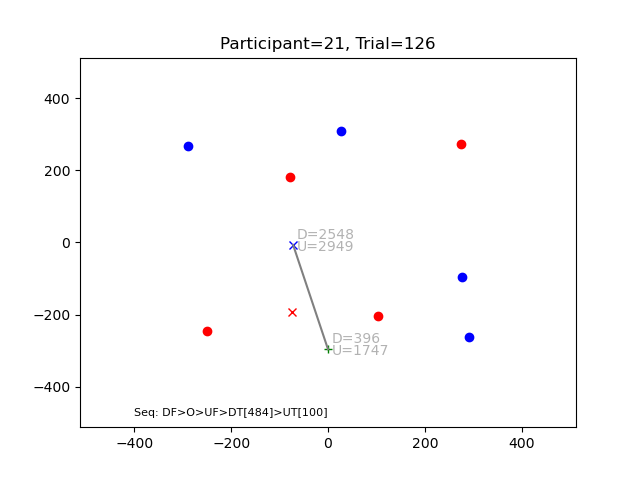 Participant=21, Trial=126
400
200
0
−200
−400
D=2548
U=2949
D=396
U=1747
Seq: DF>O>UF>DT[484]>UT[100]
−400
−200
0
200
400